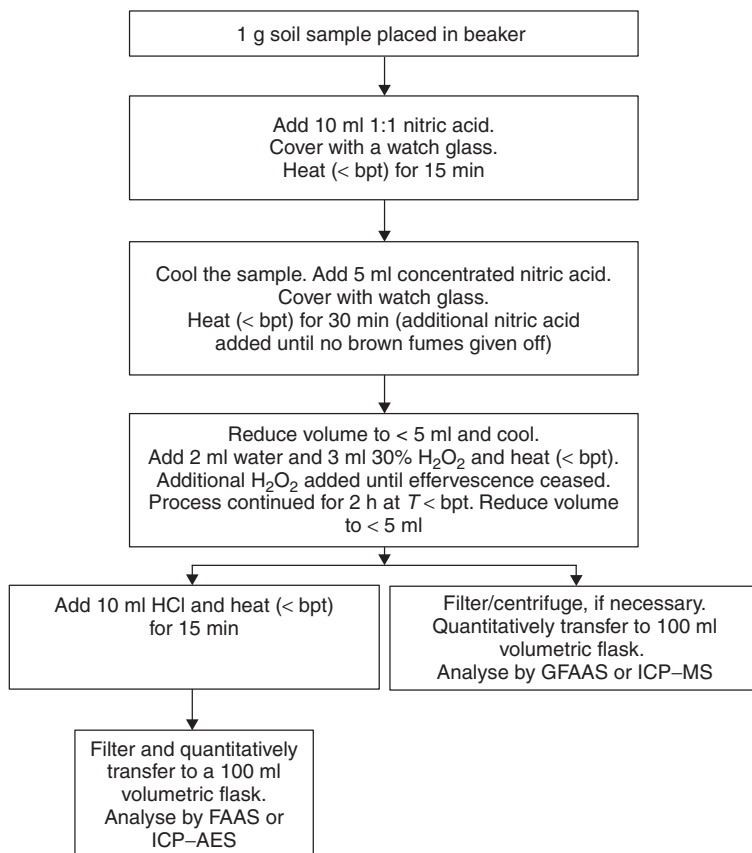 1 g soil sample placed in beaker
Add 10 ml 1:1 nitric acid.
Cover with a watch glass.
Heat (< bpt) for 15 min
Cool the sample. Add 5 ml concentrated nitric acid.
Cover with watch glass.
Heat (< bpt) for 30 min (additional nitric acid
added until no brown fumes given off)
Reduce volume to < 5 ml and cool.
Add 2 ml water and 3 ml 30% H₂O₂ and heat (< bpt).
Additional H₂O₂ added until effervescence ceased.
Process continued for 2 h at T < bpt. Reduce volume
to < 5 ml
Add 10 ml HCl and heat (< bpt)
for 15 min
Filter/centrifuge, if necessary.
Quantitatively transfer to 100 ml
volumetric flask.
Analyse by GFAAS or ICP–MS
Filter and quantitatively
transfer to a 100 ml
volumetric flask.
Analyse by FAAS or
ICP–AES